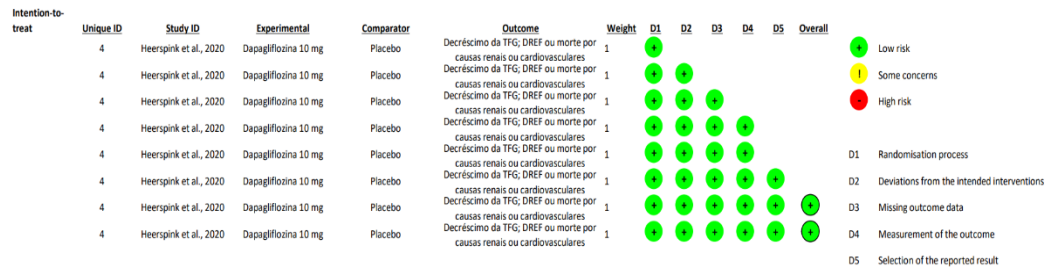 Intention-to-
treat
Unique ID Study ID Experimental Comparator Outcome Weight D1 D2 D3 D4 D5 Overall
4 Heerspink et al., 2020 Dapagliflozina 10 mg Placebo Decréscimo da TFG; DREF ou morte por causas renais ou cardiovasculares 1 + + Low risk
4 Heerspink et al., 2020 Dapagliflozina 10 mg Placebo Decréscimo da TFG; DREF ou morte por causas renais ou cardiovasculares 1 + + ! Some concerns
4 Heerspink et al., 2020 Dapagliflozina 10 mg Placebo Decréscimo da TFG; DREF ou morte por causas renais ou cardiovasculares 1 + + + - High risk
4 Heerspink et al., 2020 Dapagliflozina 10 mg Placebo Decréscimo da TFG; DREF ou morte por causas renais ou cardiovasculares 1 + + + +
4 Heerspink et al., 2020 Dapagliflozina 10 mg Placebo Decréscimo da TFG; DREF ou morte por causas renais ou cardiovasculares 1 + + + + D1 Randomisation process
4 Heerspink et al., 2020 Dapagliflozina 10 mg Placebo Decréscimo da TFG; DREF ou morte por causas renais ou cardiovasculares 1 + + + + + D2 Deviations from the intended interventions
4 Heerspink et al., 2020 Dapagliflozina 10 mg Placebo Decréscimo da TFG; DREF ou morte por causas renais ou cardiovasculares 1 + + + + + + D3 Missing outcome data
4 Heerspink et al., 2020 Dapagliflozina 10 mg Placebo Decréscimo da TFG; DREF ou morte por causas renais ou cardiovasculares 1 + + + + + + D4 Measurement of the outcome
D5 Selection of the reported result